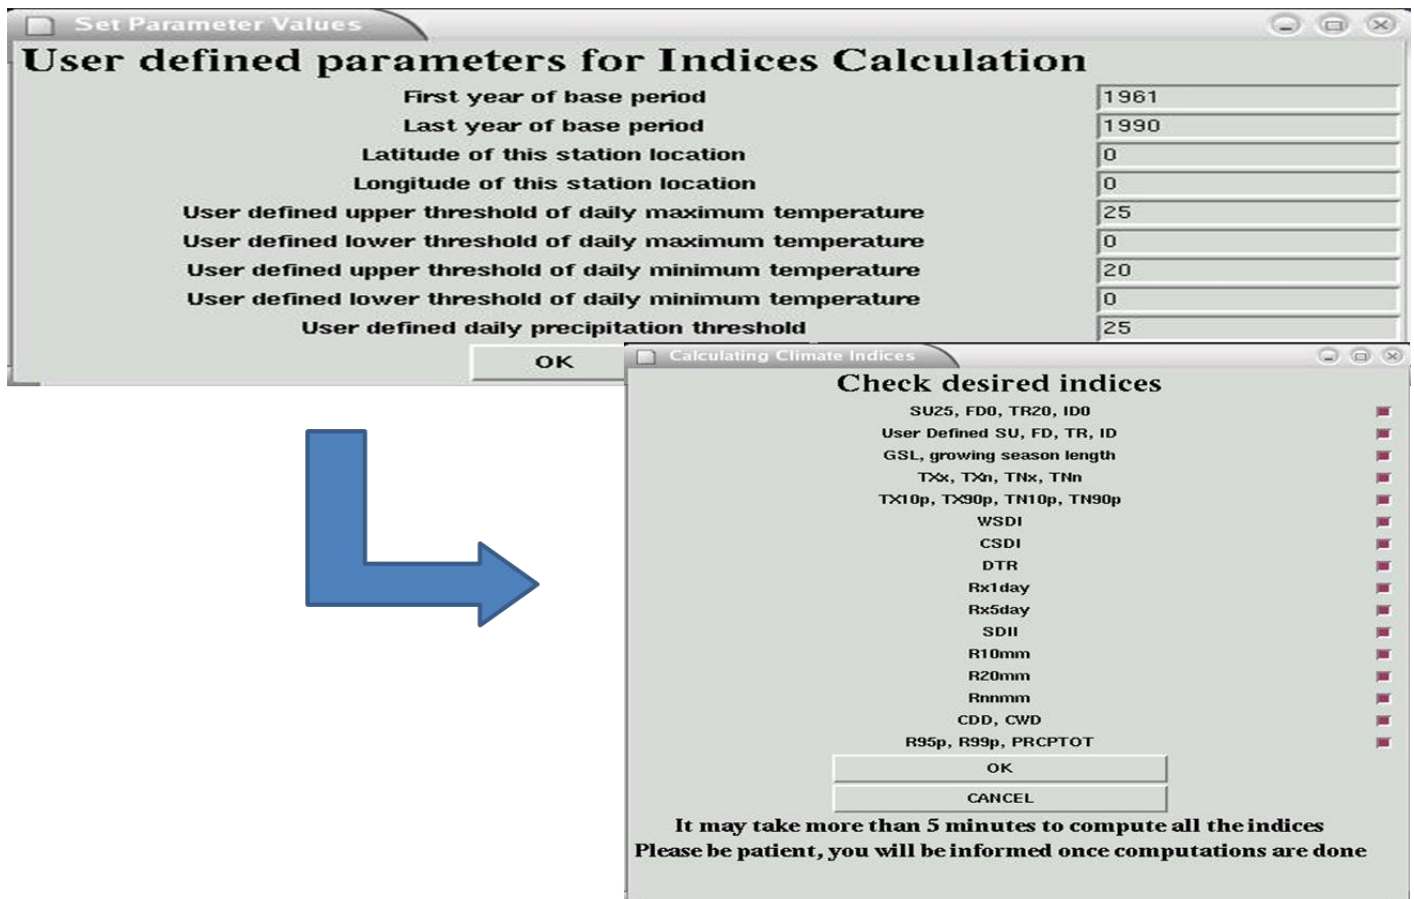 Set Parameter Values
User defined parameters for Indices Calculation
First year of base period 1961
Last year of base period 1990
Latitude of this station location 0
Longitude of this station location 0
User defined upper threshold of daily maximum temperature 25
User defined lower threshold of daily maximum temperature 0
User defined upper threshold of daily minimum temperature 20
User defined lower threshold of daily minimum temperature 0
User defined daily precipitation threshold 25
OK
Calculating Climate Indices
Check desired indices
SU25, FD0, TR20, ID0
User Defined SU, FD, TR, ID
GSL, growing season length
TXx, TXn, TNx, TNn
TX10p, TX90p, TN10p, TN90p
WSDI
CSDI
DTR
Rx1day
Rx5day
SDII
R10mm
R20mm
Rnnmm
CDD, CWD
R95p, R99p, PRCPTOT
OK
CANCEL
It may take more than 5 minutes to compute all the indices
Please be patient, you will be informed once computations are done